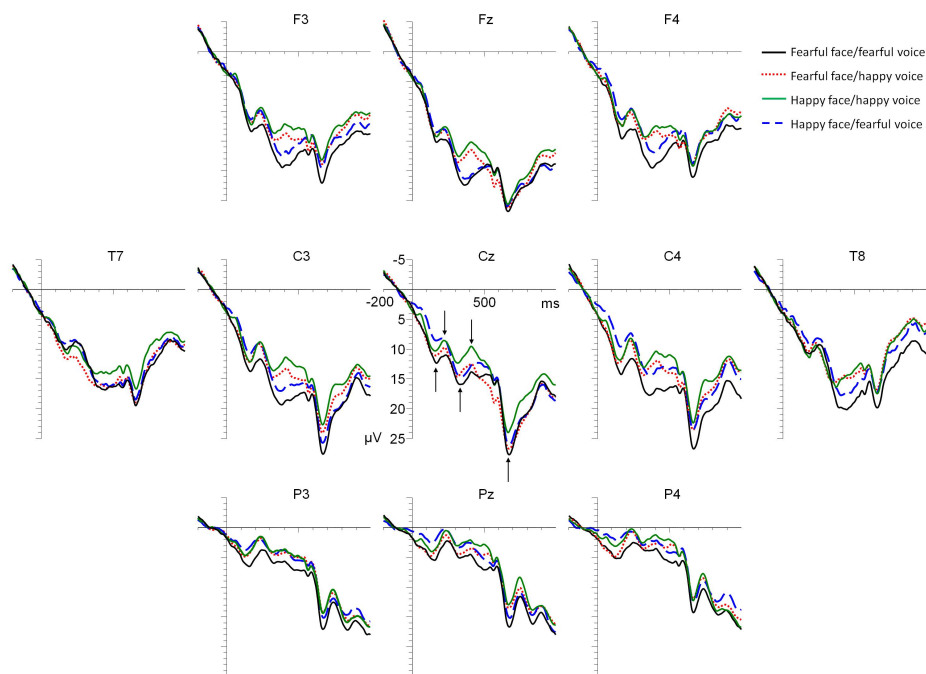 F3
Fz
F4
Fearful face/fearful voice
Fearful face/happy voice
Happy face/happy voice
Happy face/fearful voice
T7
C3
Cz
C4
T8
-5
-200
500
ms
5
10
15
20
µV
25
P3
Pz
P4